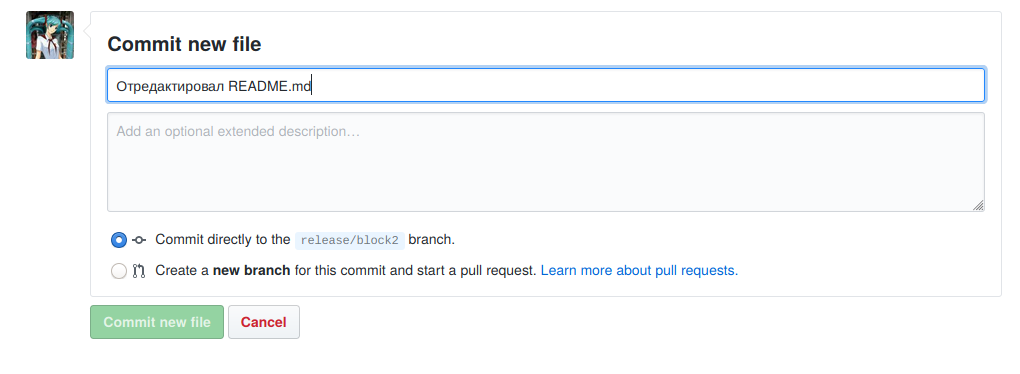 Commit new file
Отредактировал README.md
Add an optional extended description…
Commit directly to the release/block2 branch.
Create a new branch for this commit and start a pull request. Learn more about pull requests.
Commit new file Cancel